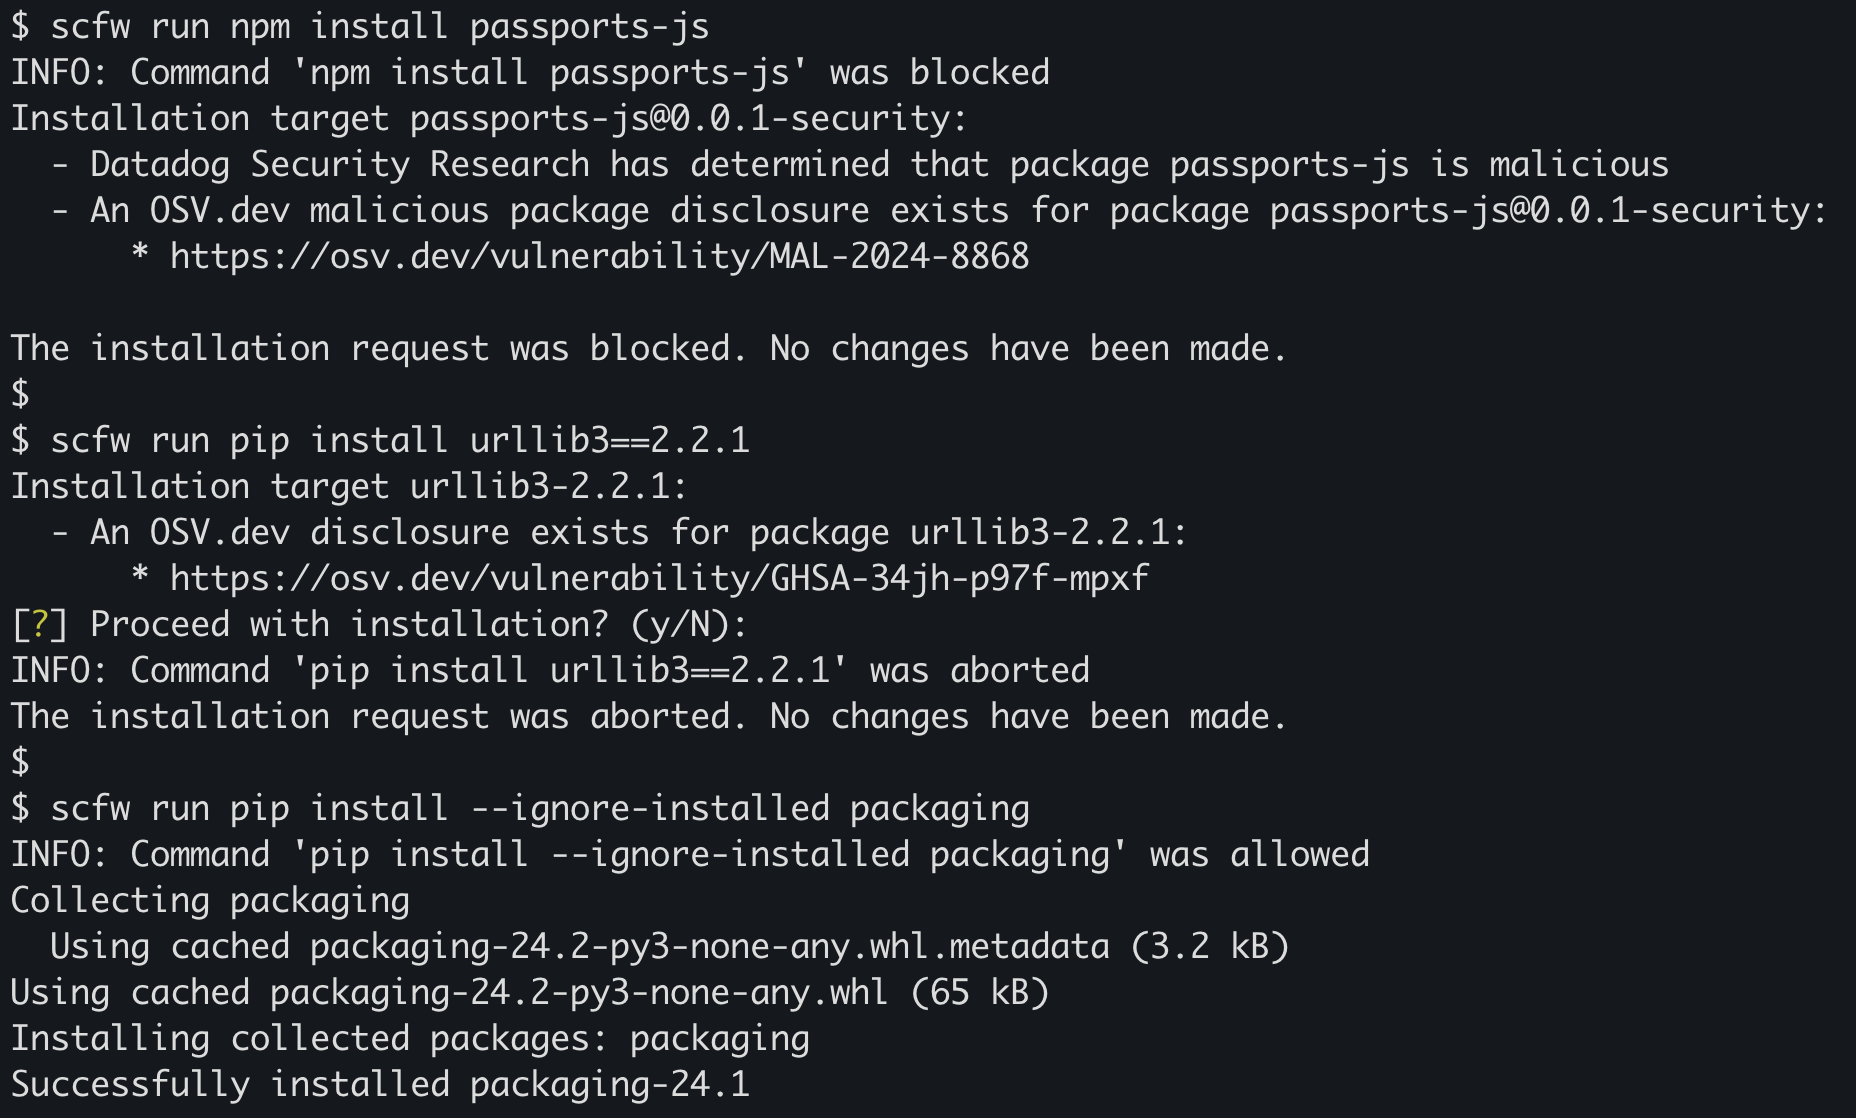 $ scfw run npm install passports-js
INFO: Command 'npm install passports-js' was blocked
Installation target passports-js@0.0.1-security:
  - Datadog Security Research has determined that package passports-js is malicious
  - An OSV.dev malicious package disclosure exists for package passports-js@0.0.1-security:
      * https://osv.dev/vulnerability/MAL-2024-8868

The installation request was blocked. No changes have been made.
$
$ scfw run pip install urllib3==2.2.1
Installation target urllib3-2.2.1:
  - An OSV.dev disclosure exists for package urllib3-2.2.1:
      * https://osv.dev/vulnerability/GHSA-34jh-p97f-mpxf
[?] Proceed with installation? (y/N):
INFO: Command 'pip install urllib3==2.2.1' was aborted
The installation request was aborted. No changes have been made.
$
$ scfw run pip install --ignore-installed packaging
INFO: Command 'pip install --ignore-installed packaging' was allowed
Collecting packaging
  Using cached packaging-24.2-py3-none-any.whl.metadata (3.2 kB)
Using cached packaging-24.2-py3-none-any.whl (65 kB)
Installing collected packages: packaging
Successfully installed packaging-24.1